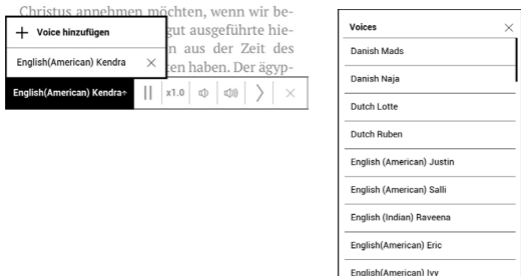 Christus annehmen möchten, wenn wir be-
+ Voice hinzufügen
gut ausgeführte hie-
n aus der Zeit des
English(American) Kendra ×
ten haben. Der ägyp-
English(American) Kendra÷ || x1.0 >  ×
Voices ×
Danish Mads
Danish Naja
Dutch Lotte
Dutch Ruben
English (American) Justin
English (American) Salli
English (Indian) Raveena
English(American) Eric
English(American) Ivy